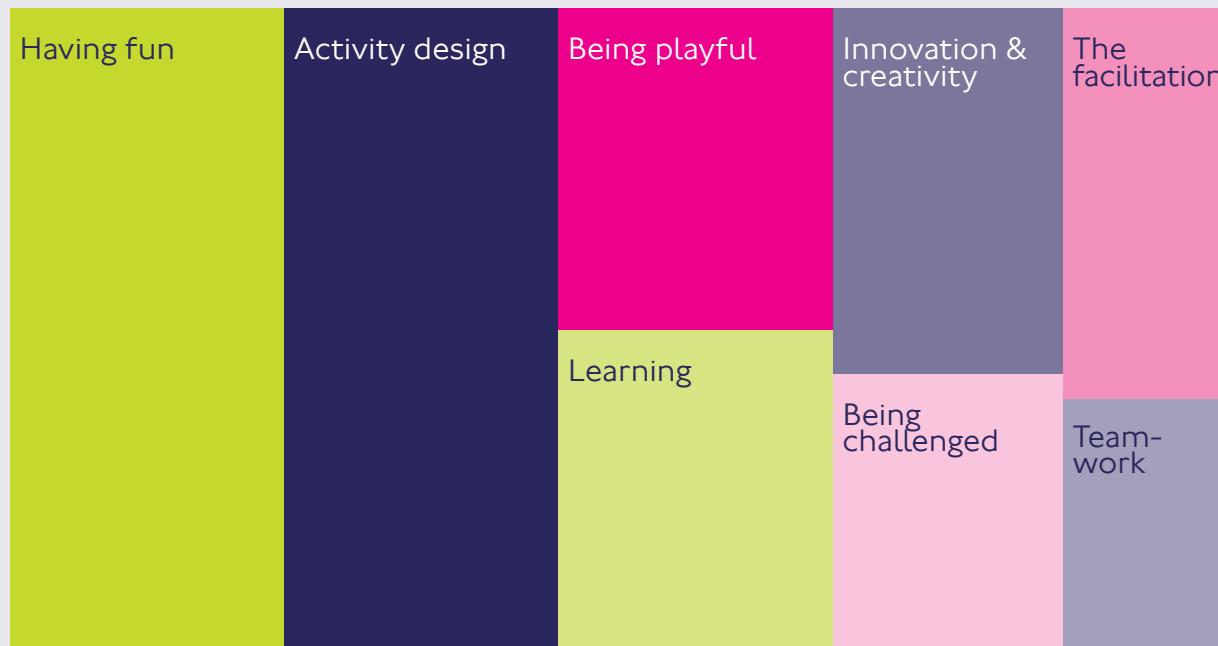 Having fun
Activity design
Being playful
Innovation &
creativity
The
facilitation
Learning
Being
challenged
Team-
work